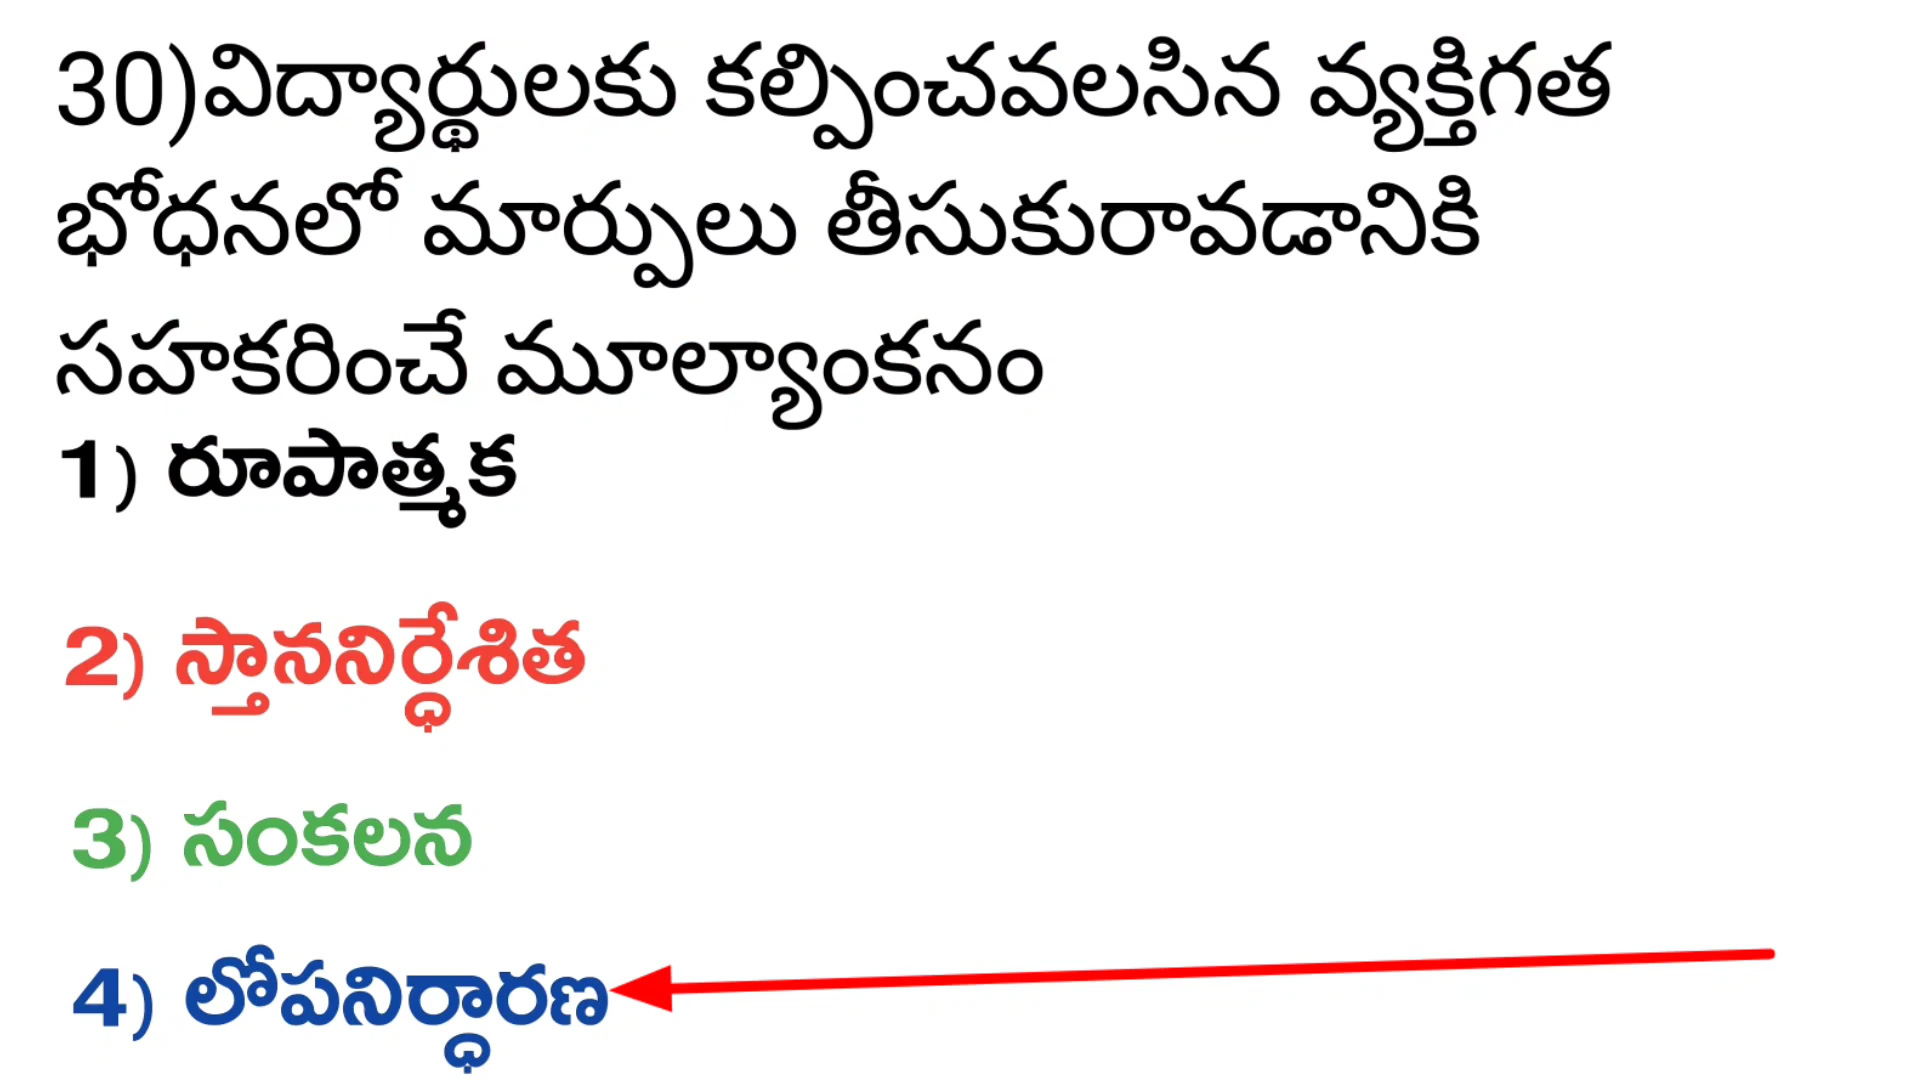 30)విద్యార్థులకు కల్పించవలసిన వ్యక్తిగత
భోధనలో మార్పులు తీసుకురావడానికి
సహకరించే మూల్యాంకనం
1) రూపాత్మక
2) స్తాననిర్ధేశిత
3) సంకలన
4) లోపనిర్ధారణ